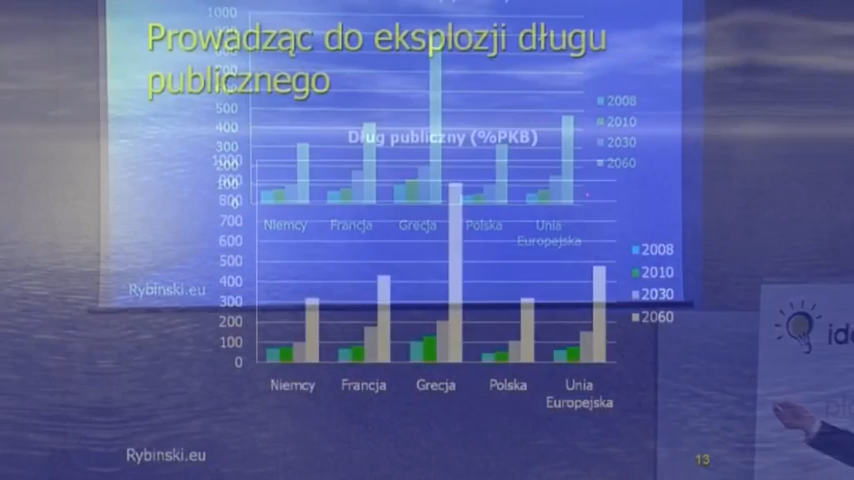 Prowadząc do eksplozji długu
publicznego
Dług publiczny (%PKB)
1000
500
400
300
200
100
0
2008
2010
2030
2060
Niemcy Francja Grecja Polska Unia
Europejska
Rybinski.eu
1000
800
700
600
500
400
300
200
100
0
2008
2010
2030
2060
Niemcy Francja Grecja Polska Unia
Europejska
Rybinski.eu
13